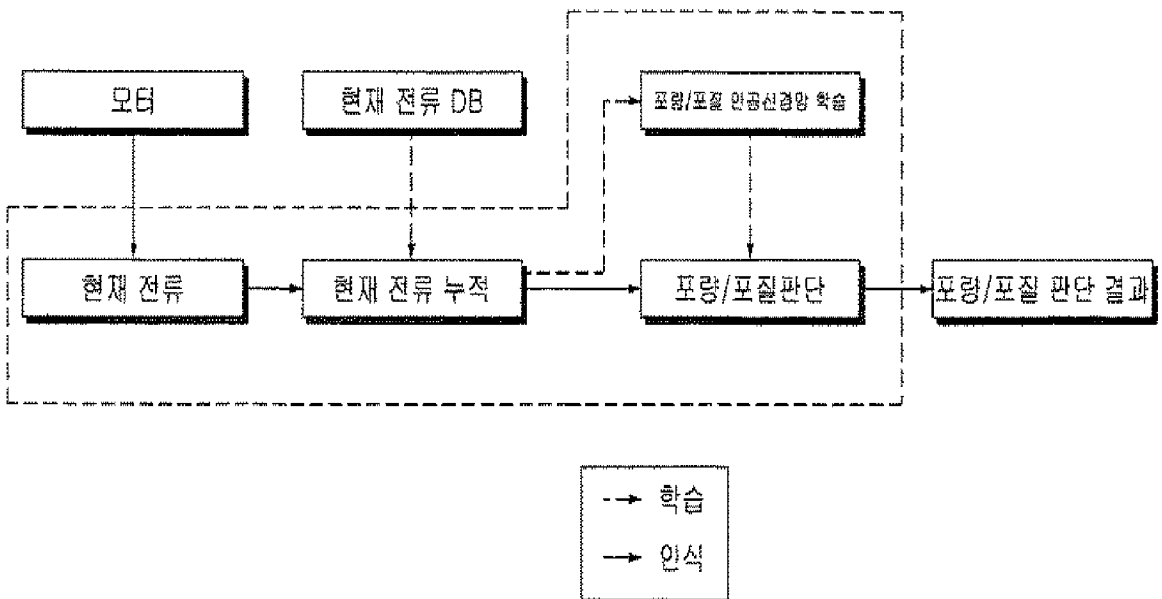 모터
현재 전류 DB
포량/포질 인공신경망 학습
현재 전류
현재 전류 누적
포량/포질판단
포량/포질 판단 결과
학습
인식